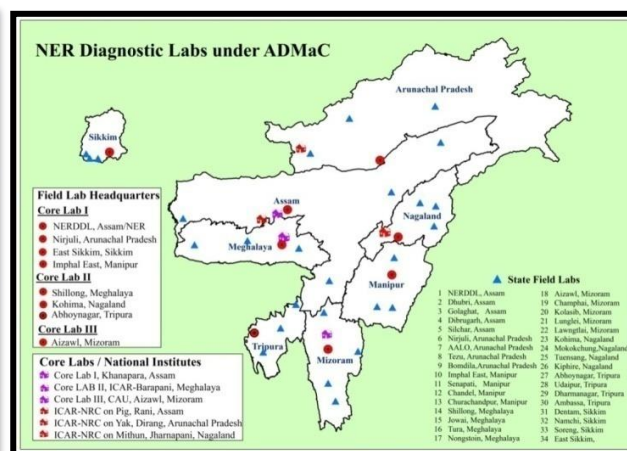 NER Diagnostic Labs under ADMaC
Arunachal Pradesh
Sikkim
Assam
Nagaland
Meghalaya
Manipur
Tripura
Mizoram
Field Lab Headquarters
Core Lab I
NERDDL, Assam/NER
Nirjuli, Arunachal Pradesh
East Sikkim, Sikkim
Imphal East, Manipur
Core Lab II
Shillong, Meghalaya
Kohima, Nagaland
Abhoynagar, Tripura
Core Lab III
Aizawl, Mizoram
Core Labs / National Institutes
Core Lab I, Khanapara, Assam
Core LAB II, ICAR-Barapani, Meghalaya
Core Lab III, CAU, Aizawl, Mizoram
ICAR-NRC on Pig, Rani, Assam
ICAR-NRC on Yak, Dirang, Arunachal Pradesh
ICAR-NRC on Mithun, Jharnapani, Nagaland
State Field Labs
1 NERDDL, Assam
2 Dhubri, Assam
3 Golaghat, Assam
4 Dibrugarh, Assam
5 Silchar, Assam
6 Nirjuli, Arunachal Pradesh
7 AALO, Arunachal Pradesh
8 Tezu, Arunachal Pradesh
9 Bomdila, Arunachal Pradesh
10 Imphal East, Manipur
11 Senapati, Manipur
12 Chandel, Manipur
13 Churachandpur, Manipur
14 Shillong, Meghalaya
15 Jowai, Meghalaya
16 Tura, Meghalaya
17 Nongstoin, Meghalaya
18 Aizawl, Mizoram
19 Champhai, Mizoram
20 Kolasib, Mizoram
21 Lunglei, Mizoram
22 Lawngtlai, Mizoram
23 Kohima, Nagaland
24 Mokokchung, Nagaland
25 Tuensang, Nagaland
26 Kiphire, Nagaland
27 Abhoynagar, Tripura
28 Udaipur, Tripura
29 Dharmanagar, Tripura
30 Ambassa, Tripura
31 Dentam, Sikkim
32 Namchi, Sikkim
33 Soreng, Sikkim
34 East Sikkim,